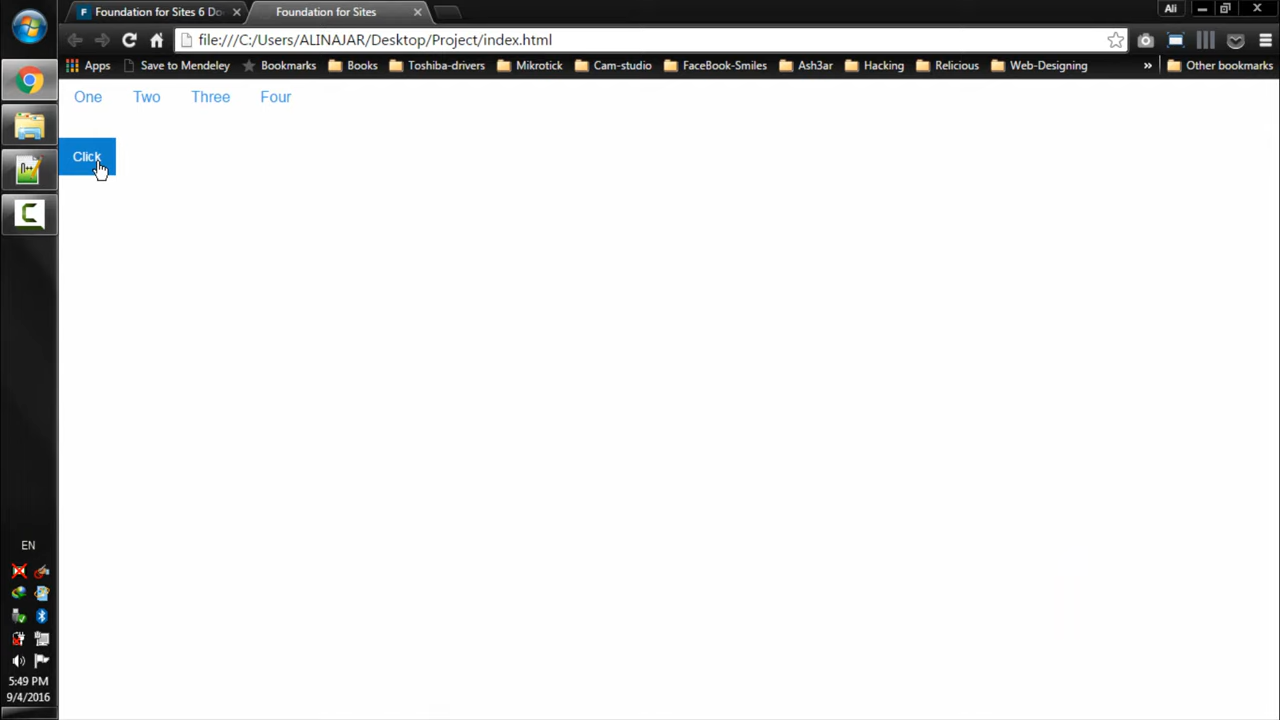 Foundation for Sites 6 Do
Foundation for Sites
Ali
file:///C:/Users/ALINAJAR/Desktop/Project/index.html
Apps
Save to Mendeley
Bookmarks
Books
Toshiba-drivers
Mikrotick
Cam-studio
FaceBook-Smiles
Ash3ar
Hacking
Relicious
Web-Designing
»
Other bookmarks
One
Two
Three
Four
Click
EN
5:49 PM
9/4/2016